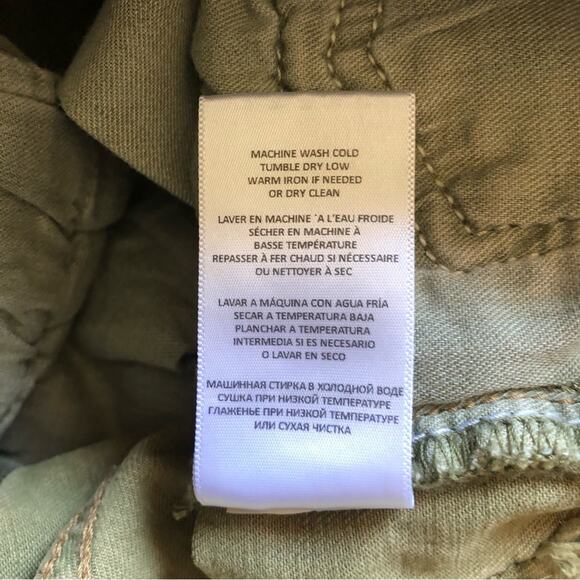 MACHINE WASH COLD
TUMBLE DRY LOW
WARM IRON IF NEEDED
OR DRY CLEAN
LAVER EN MACHINE `A L'EAU FROIDE
SÉCHER EN MACHINE À
BASSE TEMPÉRATURE
REPASSER À FER CHAUD SI NÉCESSAIRE
OU NETTOYER À SEC
LAVAR A MÁQUINA CON AGUA FRÍA
SECAR A TEMPERATURA BAJA
PLANCHAR A TEMPERATURA
INTERMEDIA SI ES NECESARIO
O LAVAR EN SECO
МАШИННАЯ СТИРКА В ХОЛОДНОЙ ВОДЕ
СУШКА ПРИ НИЗКОЙ ТЕМПЕРАТУРЕ
ГЛАЖЕНЬЕ ПРИ НИЗКОЙ ТЕМПЕРАТУРЕ
ИЛИ СУХАЯ ЧИСТКА